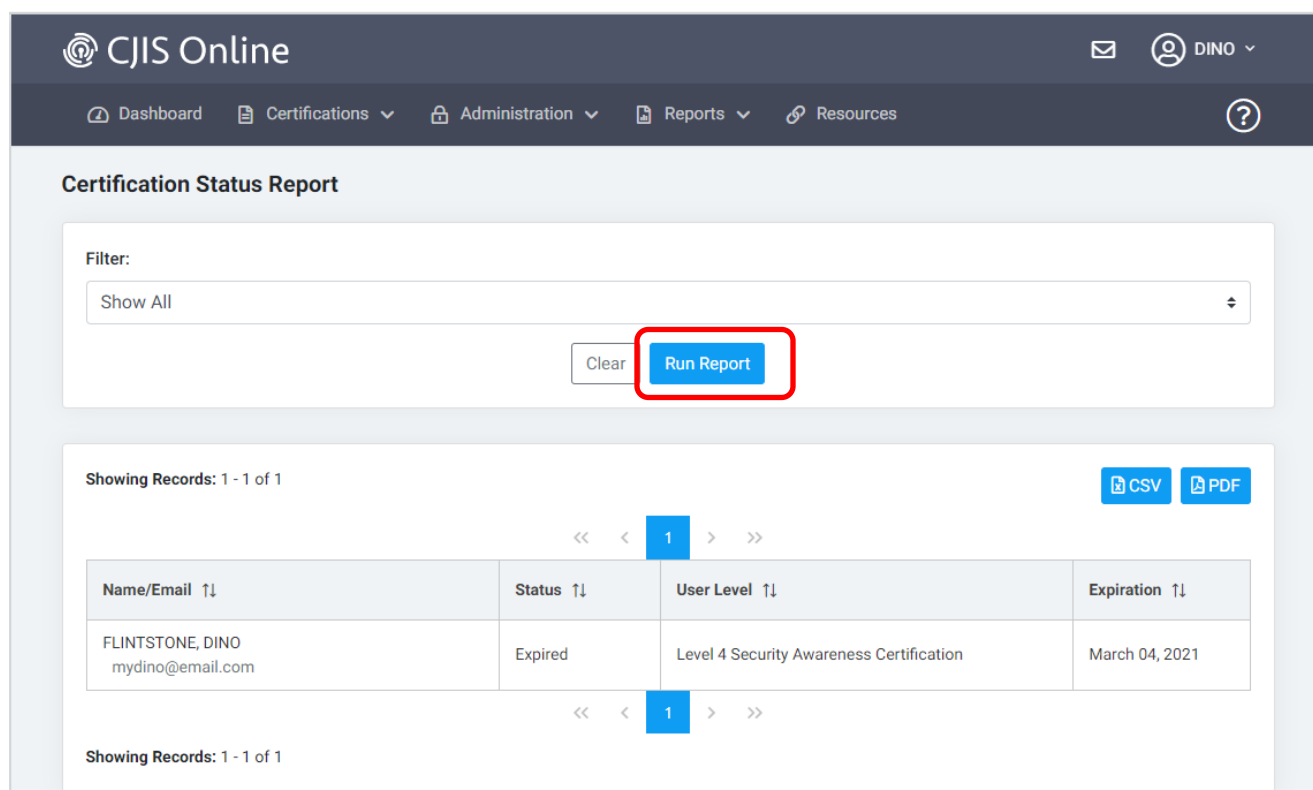 CJIS Online
DINO
Dashboard Certifications Administration Reports Resources ?
Certification Status Report
Filter:
Show All
Clear Run Report
Showing Records: 1 - 1 of 1
CSV PDF
<< < 1 > >>
Name/Email Status User Level Expiration
FLINTSTONE, DINO
mydino@email.com
Expired Level 4 Security Awareness Certification March 04, 2021
<< < 1 > >>
Showing Records: 1 - 1 of 1